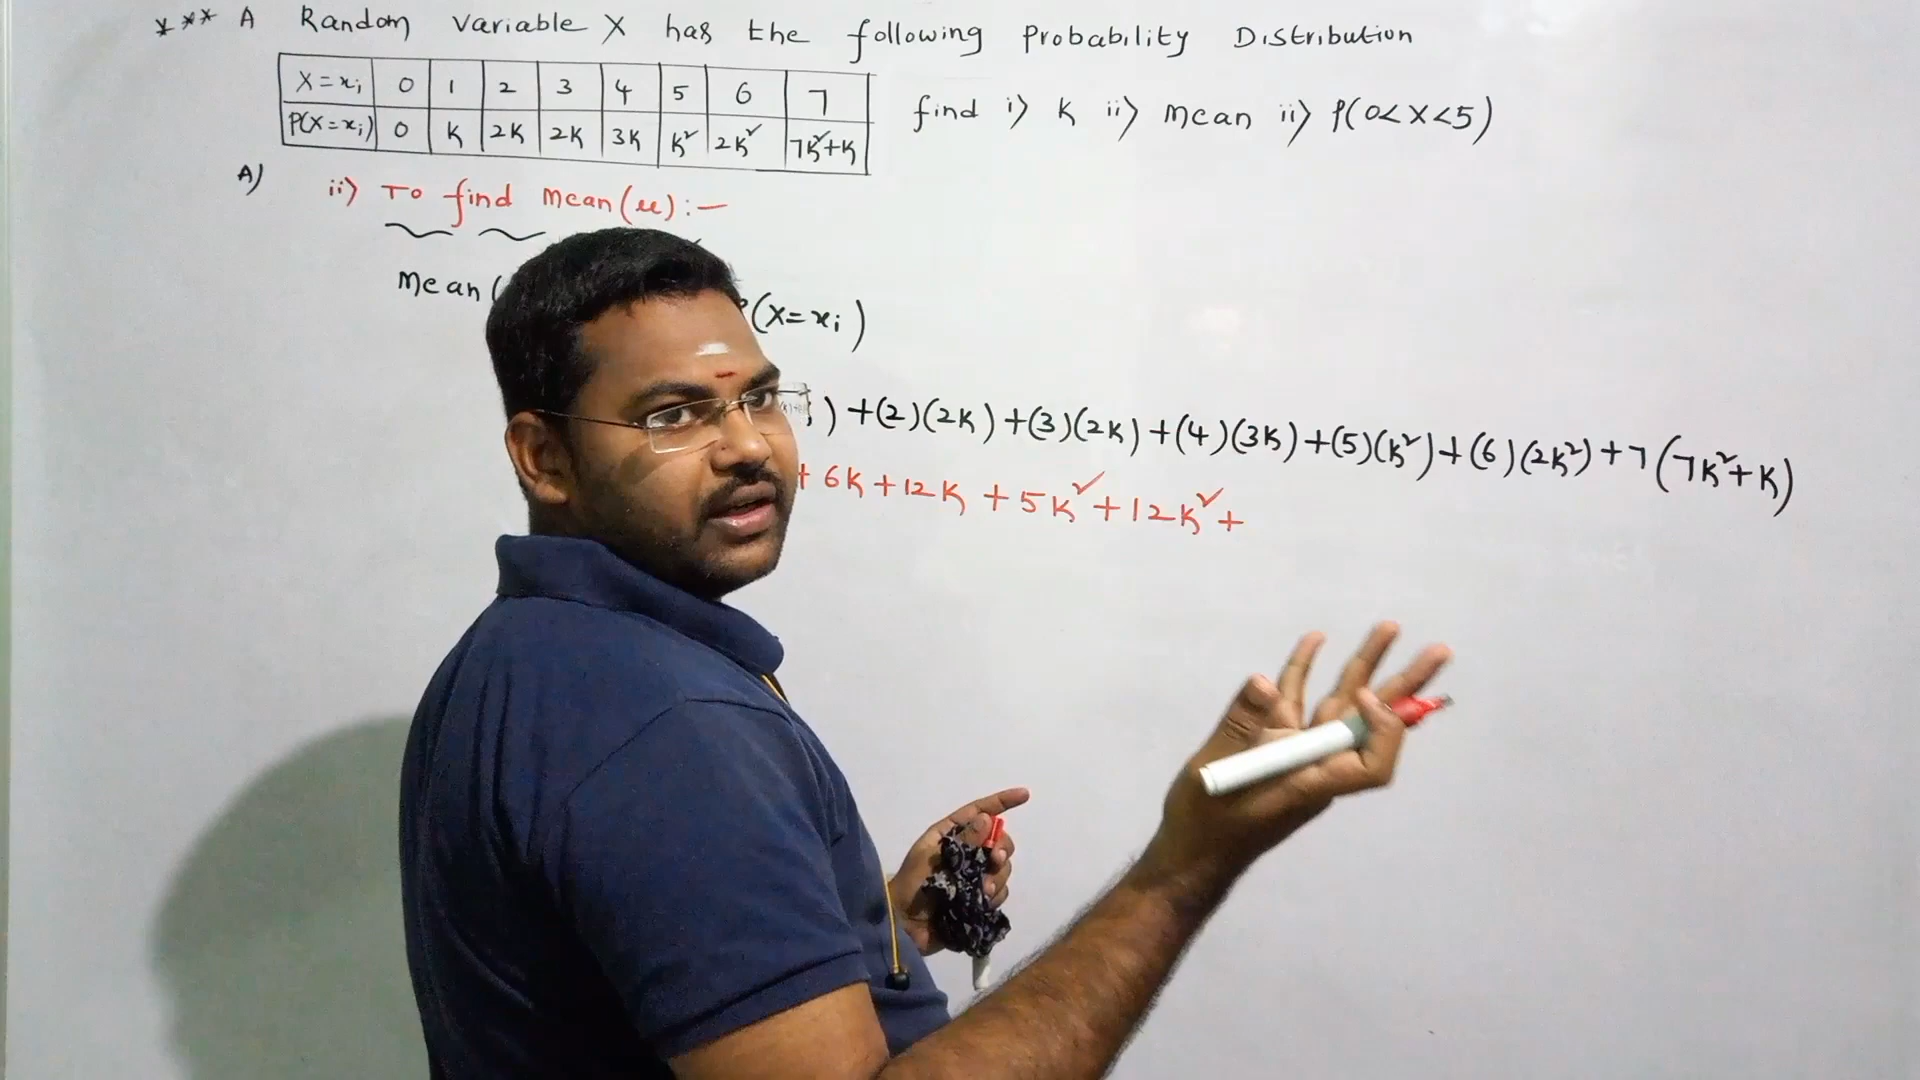 *** A Random variable X has the following Probability Distribution
X=xᵢ 0 1 2 3 4 5 6 7
P(X=xᵢ) 0 K 2K 2K 3K K² 2K² 7K²+K
find i) K ii) mean ii) P(0<X<5)
A) ii) To find mean(μ):-
Mean ( P(X=xᵢ)
) +(2)(2K) +(3)(2K) +(4)(3K) +(5)(K²) +(6)(2K²) +7(7K²+K)
+ 6K +12K + 5K² + 12K² +